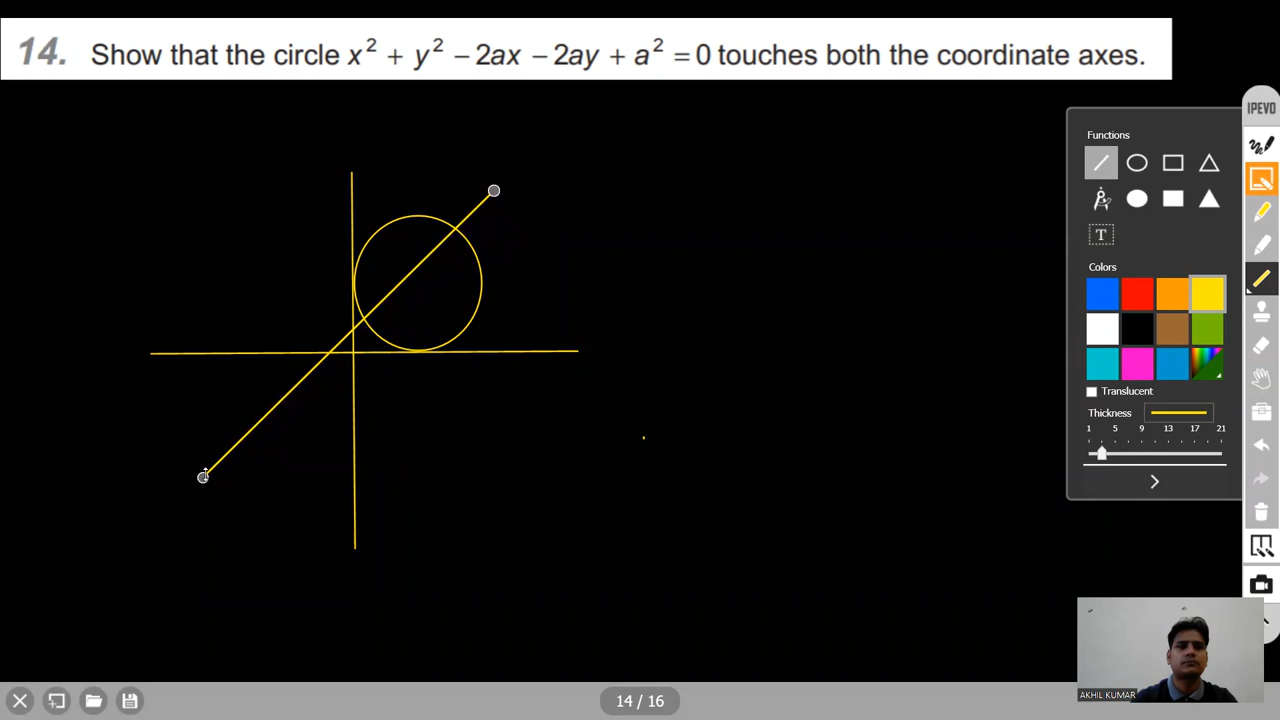 14. Show that the circle x² + y² − 2ax − 2ay + a² = 0 touches both the coordinate axes.
IPEVO
Functions
T
Colors
Translucent
Thickness
1 5 9 13 17 21
14 / 16
AKHIL KUMAR